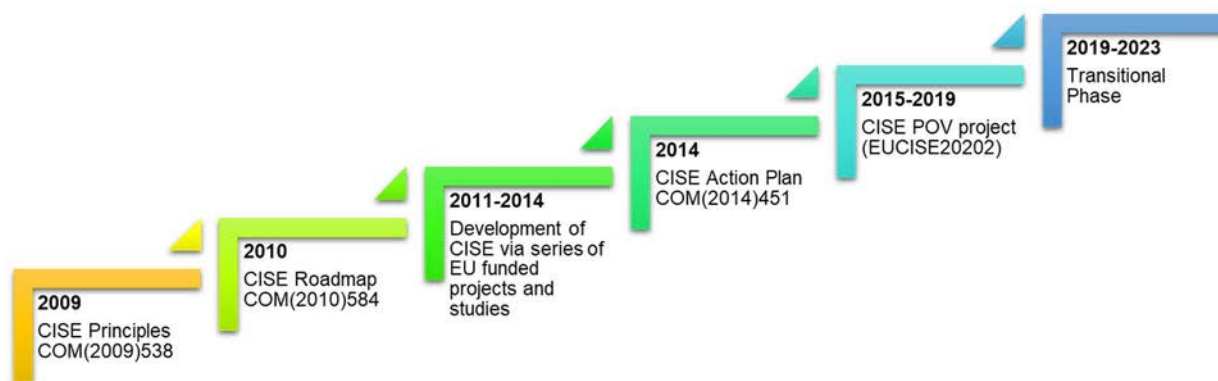 2009
CISE Principles
COM(2009)538
2010
CISE Roadmap
COM(2010)584
2011-2014
Development of
CISE via series of
EU funded
projects and
studies
2014
CISE Action Plan
COM(2014)451
2015-2019
CISE POV project
(EUCISE20202)
2019-2023
Transitional
Phase